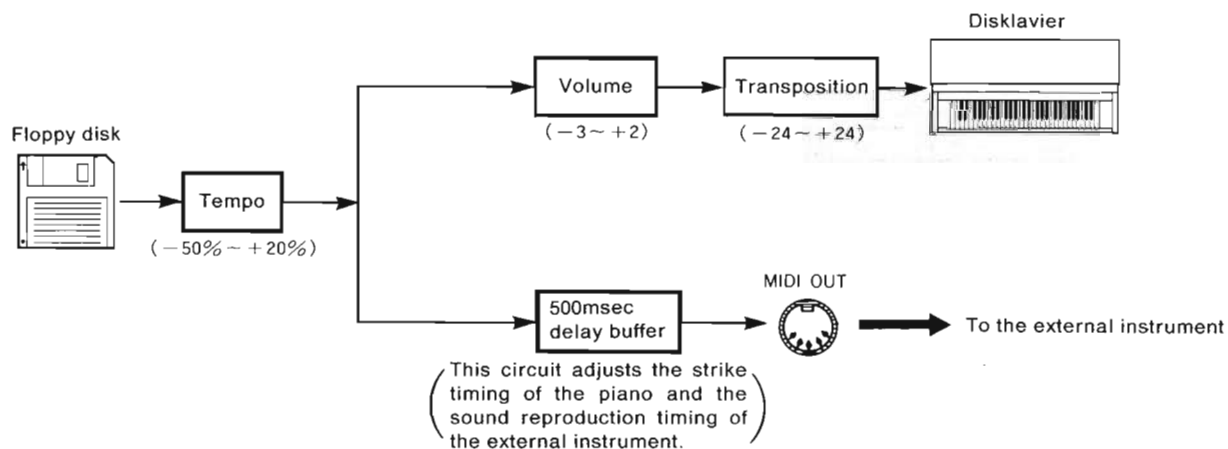 Disklavier
Volume
Transposition
(−3～+2)
(−24～+24)
Floppy disk
Tempo
(−50%～+20%)
MIDI OUT
500msec
delay buffer
To the external instrument
This circuit adjusts the strike
timing of the piano and the
sound reproduction timing of
the external instrument.